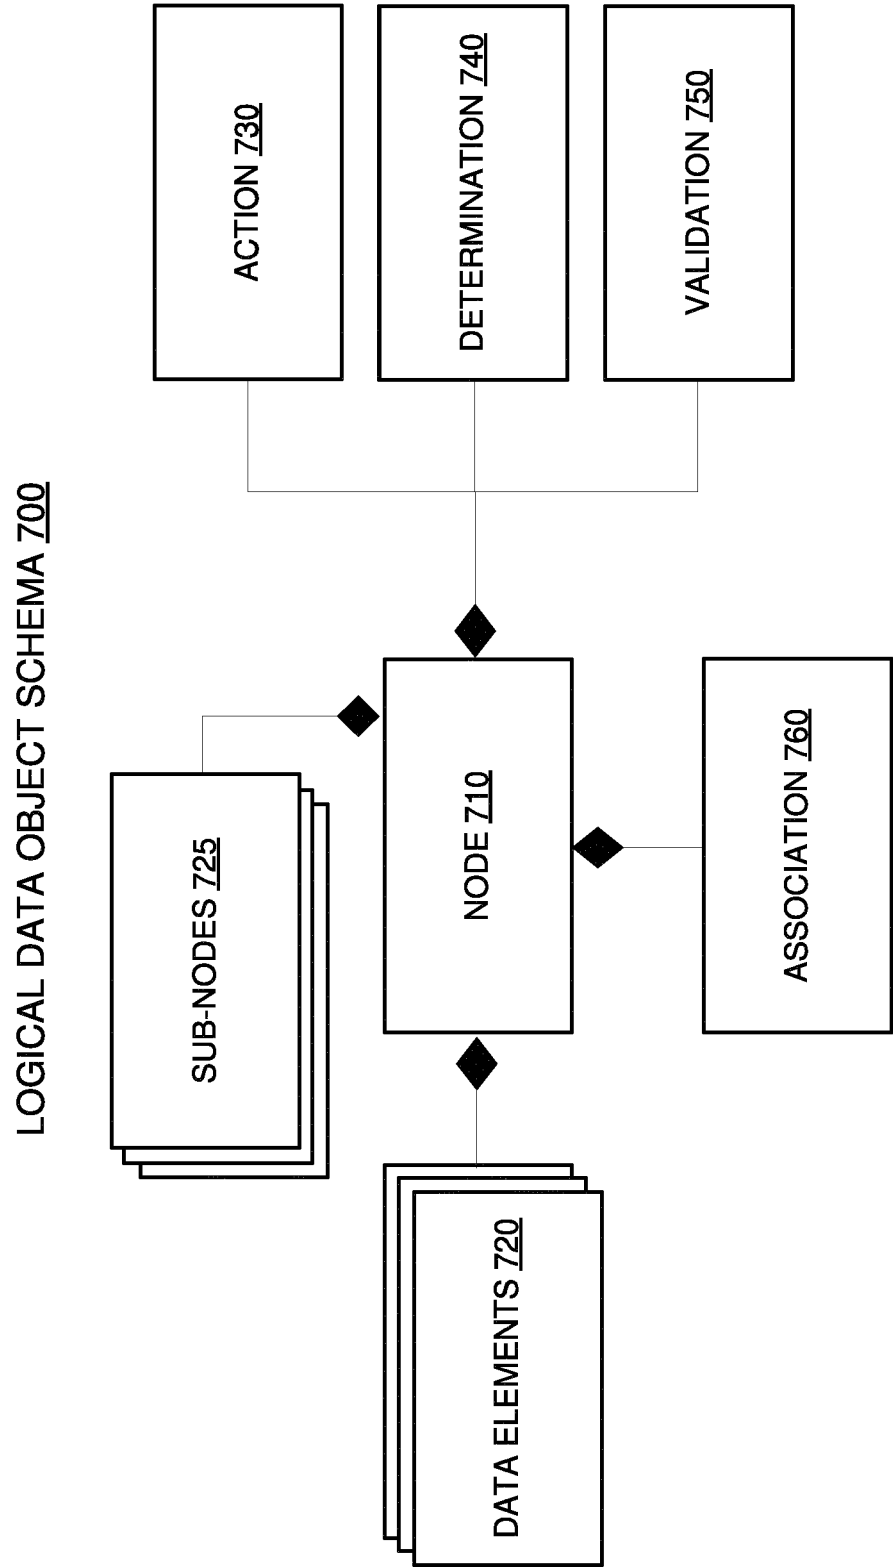 LOGICAL DATA OBJECT SCHEMA 700
SUB-NODES 725
ACTION 730
DATA ELEMENTS 720
NODE 710
DETERMINATION 740
ASSOCIATION 760
VALIDATION 750